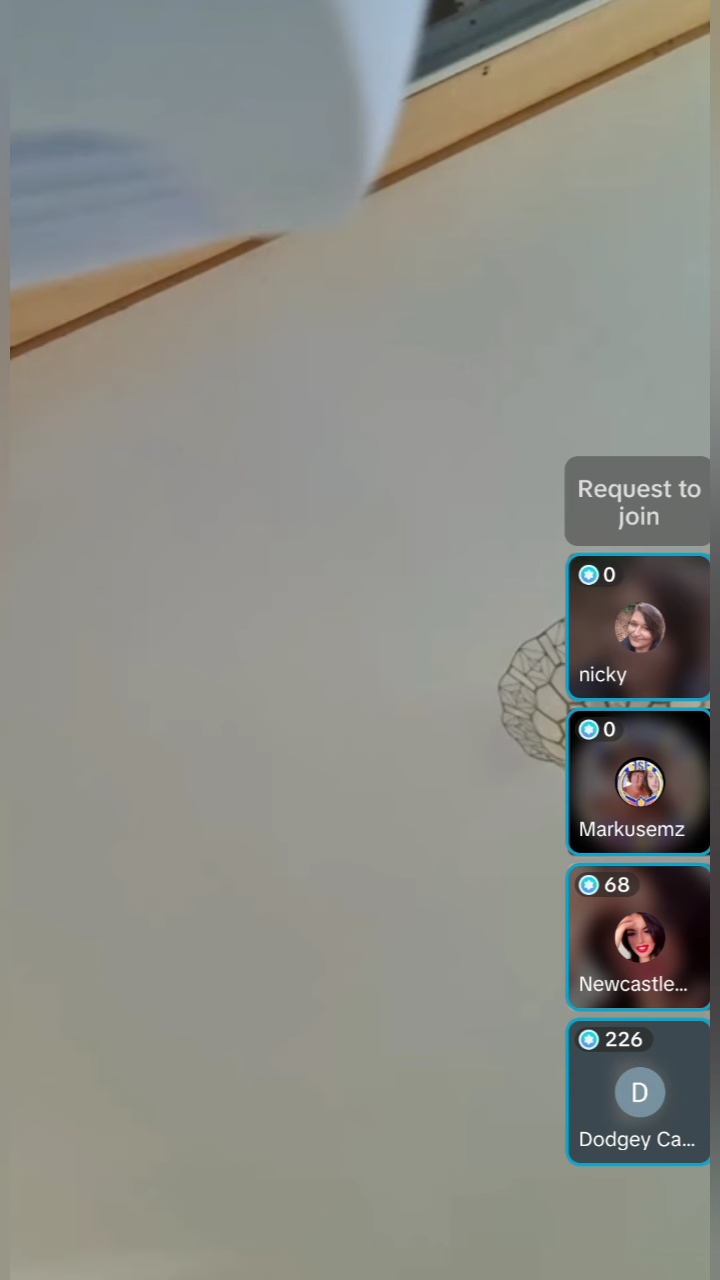 Request to
join
0
nicky
0
Markusemz
68
Newcastle...
226
D
Dodgey Ca...